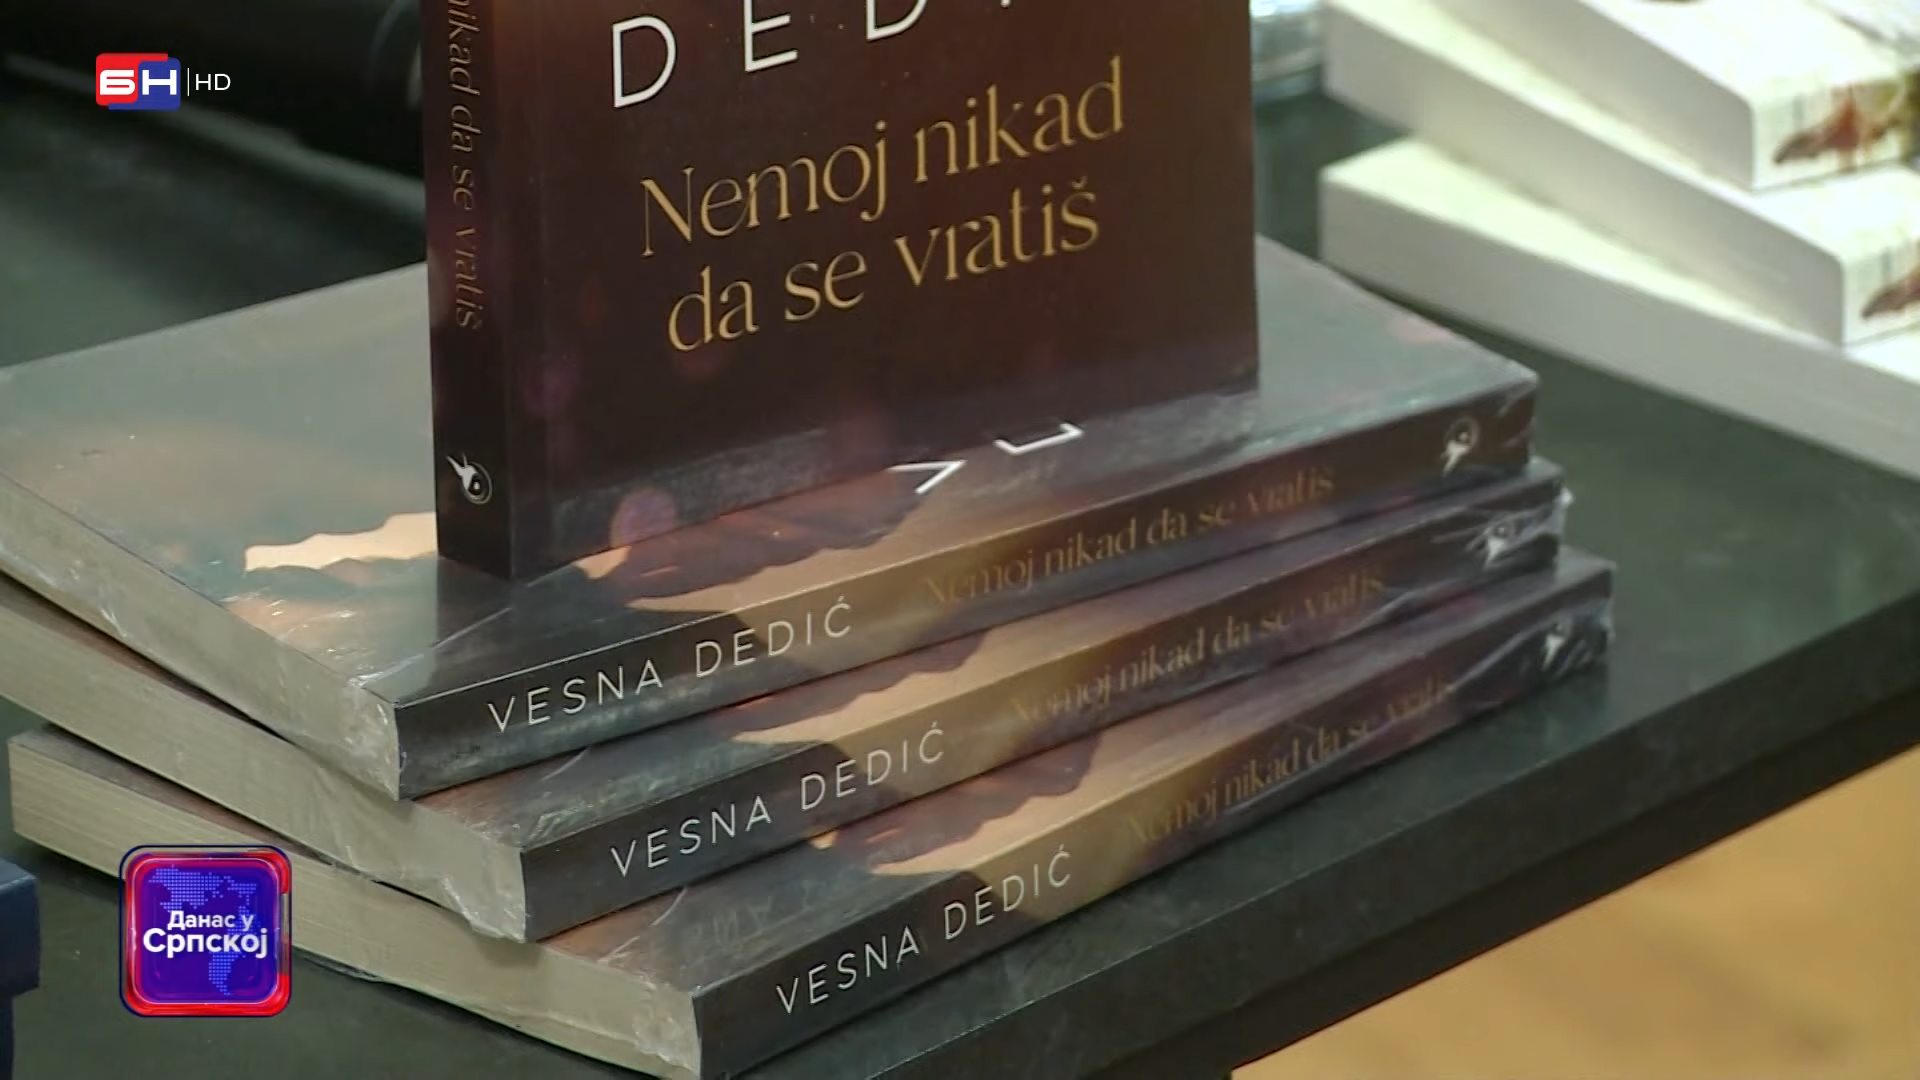 БН HD
DED
Nemoj nikad
da se vratiš
nikad da se vratiš
VESNA DEDIĆ Nemoj nikad da se vratiš
VESNA DEDIĆ Nemoj nikad da se vratiš
VESNA DEDIĆ Nemoj nikad da se vratiš
Данас у
Српској